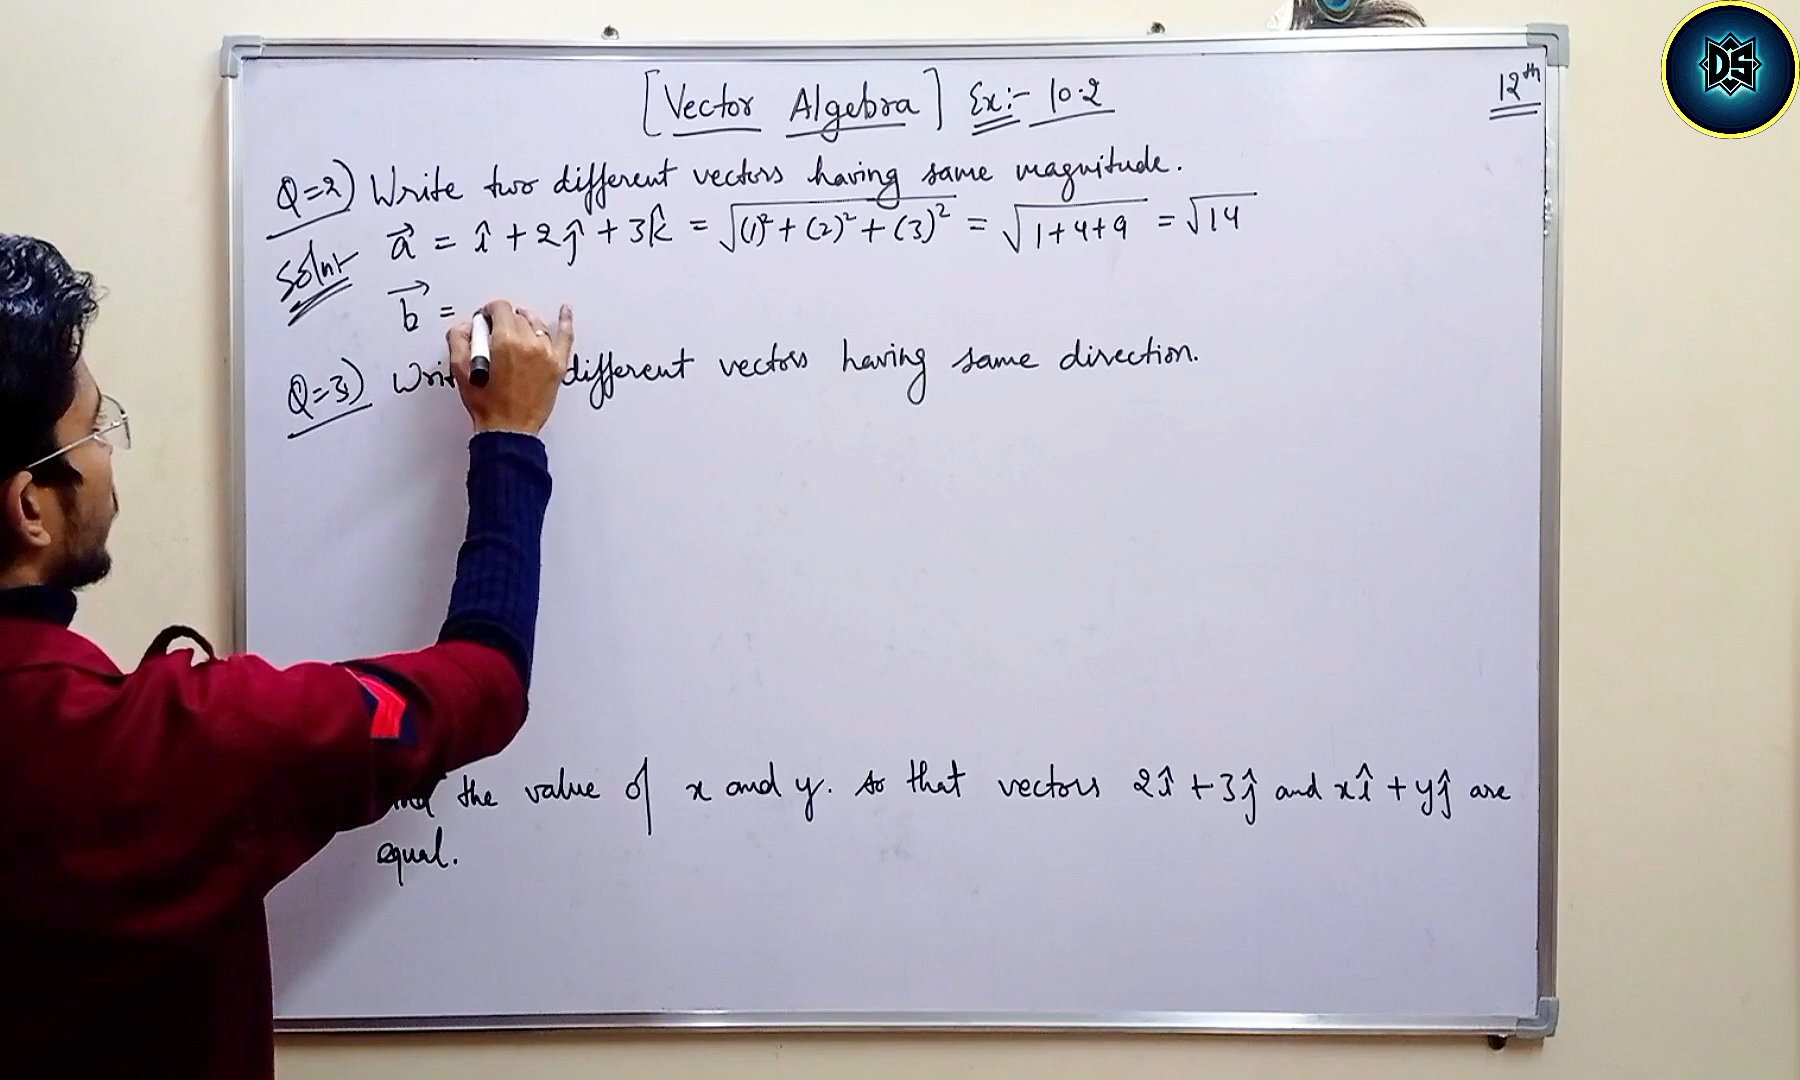 [Vector Algebra] Ex:- 10.2
12th
Q=2) Write two different vectors having same magnitude.
Soln:- a⃗ = î + 2ĵ + 3k̂ = √(1)² + (2)² + (3)² = √1+4+9 = √14
b⃗ =
Q=3) different vectors having same direction.
the value of x and y. so that vectors 2î + 3ĵ and xî + yĵ are
equal.
DS